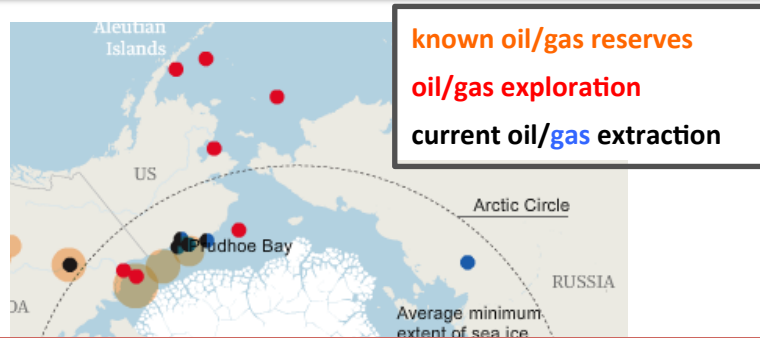 Aleutian
Islands
known oil/gas reserves
oil/gas exploration
current oil/gas extraction
US
Arctic Circle
Prudhoe Bay
RUSSIA
DA
Average minimum
extent of sea ice